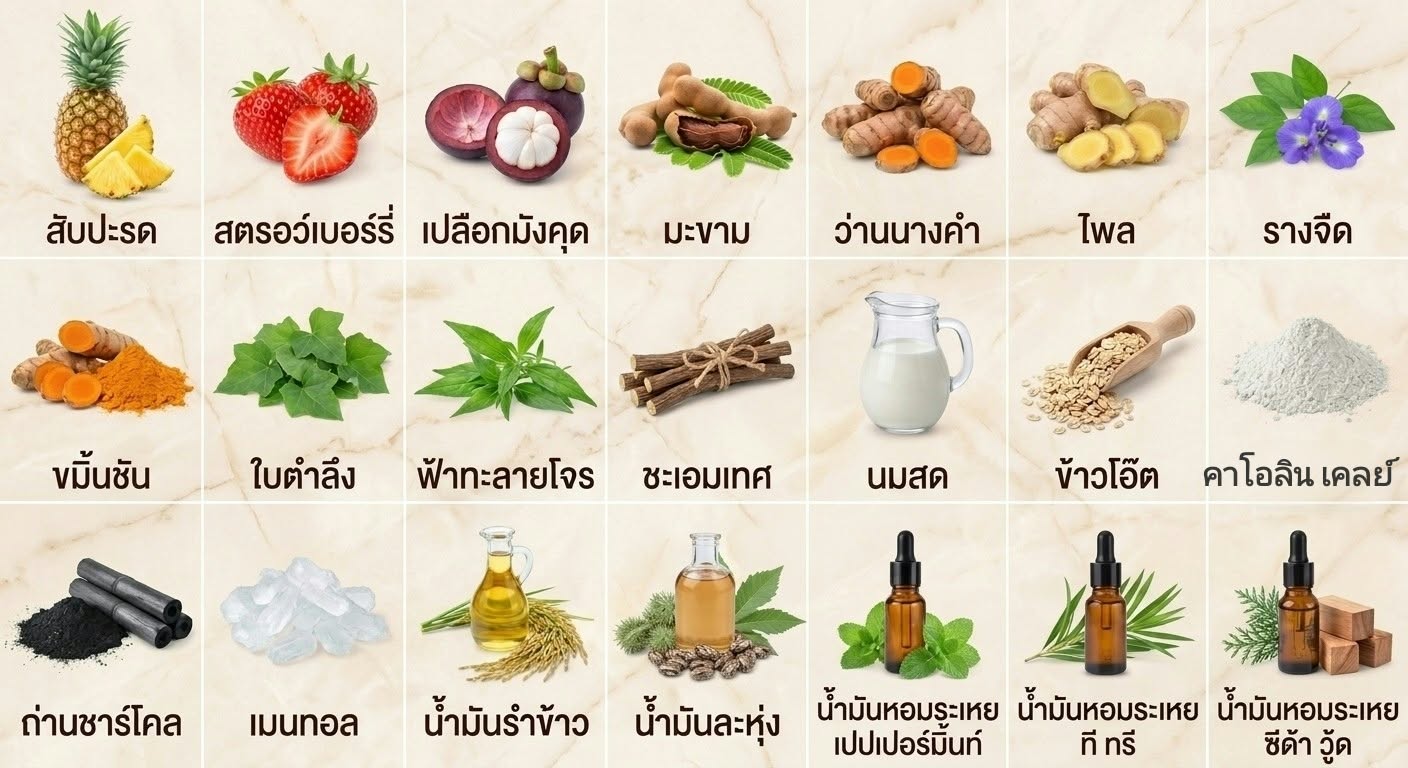 สับปะรด
สตรอว์เบอร์รี่
เปลือกมังคุด
มะขาม
ว่านนางคำ
ไพล
รางจืด
ขมิ้นชัน
ใบตำลึง
ฟ้าทะลายโจร
ชะเอมเทศ
นมสด
ข้าวโอ๊ต
คาโอลิน เคลย์
ถ่านชาร์โคล
เมนทอล
น้ำมันรำข้าว
น้ำมันละหุ่ง
น้ำมันหอมระเหย
เปปเปอร์มิ้นท์
น้ำมันหอมระเหย
ที ทรี
น้ำมันหอมระเหย
ซีด้า วู้ด